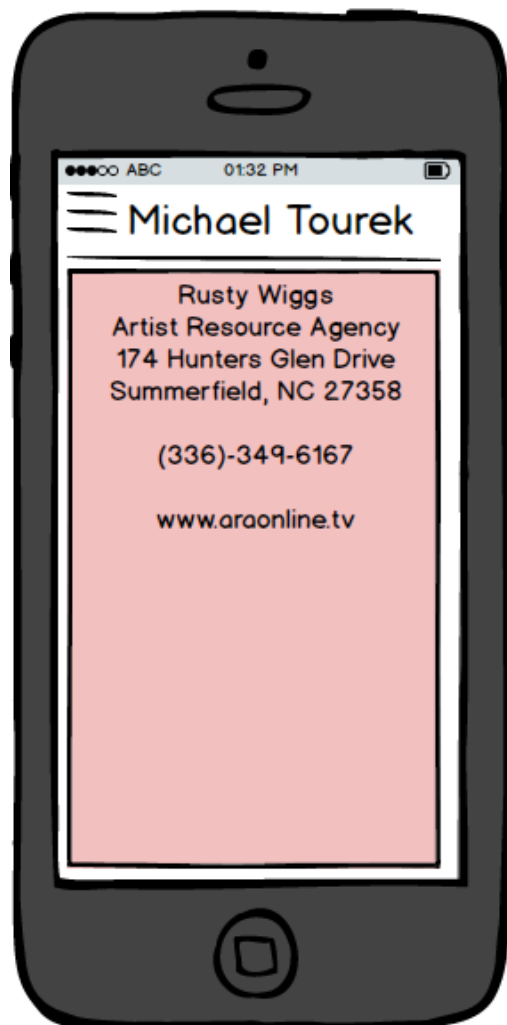 ABC 01:32 PM
Michael Tourek
Rusty Wiggs
Artist Resource Agency
174 Hunters Glen Drive
Summerfield, NC 27358
(336)-349-6167
www.araonline.tv